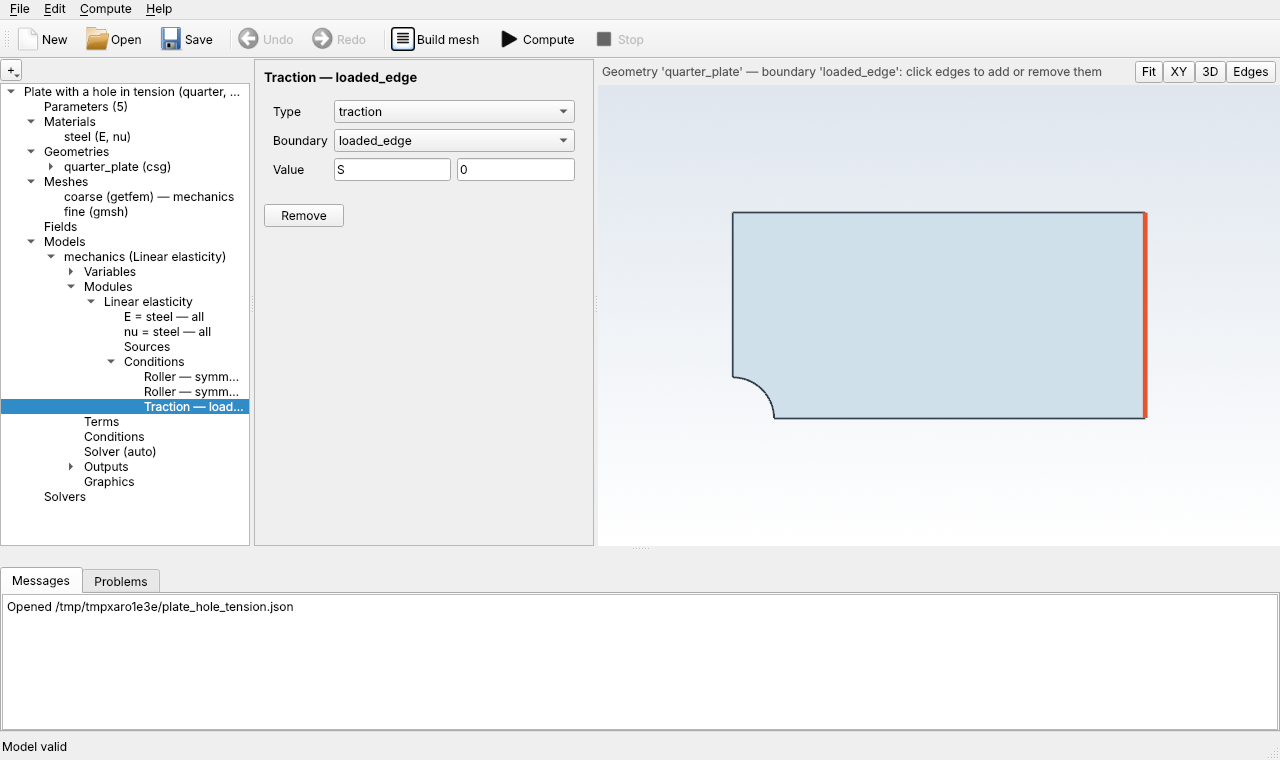 File Edit Compute Help
New Open Save Undo Redo Build mesh Compute Stop
+
Plate with a hole in tension (quarter, ...
Parameters (5)
Materials
steel (E, nu)
Geometries
quarter_plate (csg)
Meshes
coarse (getfem) — mechanics
fine (gmsh)
Fields
Models
mechanics (Linear elasticity)
Variables
Modules
Linear elasticity
E = steel — all
nu = steel — all
Sources
Conditions
Roller — symm...
Roller — symm...
Traction — load...
Terms
Conditions
Solver (auto)
Outputs
Graphics
Solvers
Traction — loaded_edge
Type traction
Boundary loaded_edge
Value S 0
Remove
Geometry 'quarter_plate' — boundary 'loaded_edge': click edges to add or remove them
Fit XY 3D Edges
Messages Problems
Opened /tmp/tmpxaro1e3e/plate_hole_tension.json
Model valid